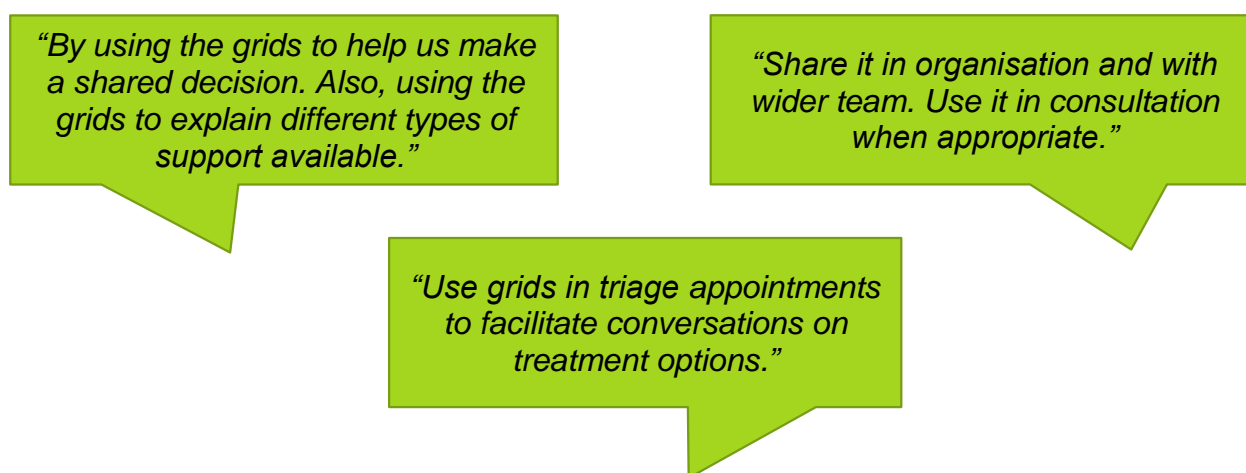 “By using the grids to help us make
a shared decision. Also, using the
grids to explain different types of
support available.”
“Share it in organisation and with
wider team. Use it in consultation
when appropriate.”
“Use grids in triage appointments
to facilitate conversations on
treatment options.”